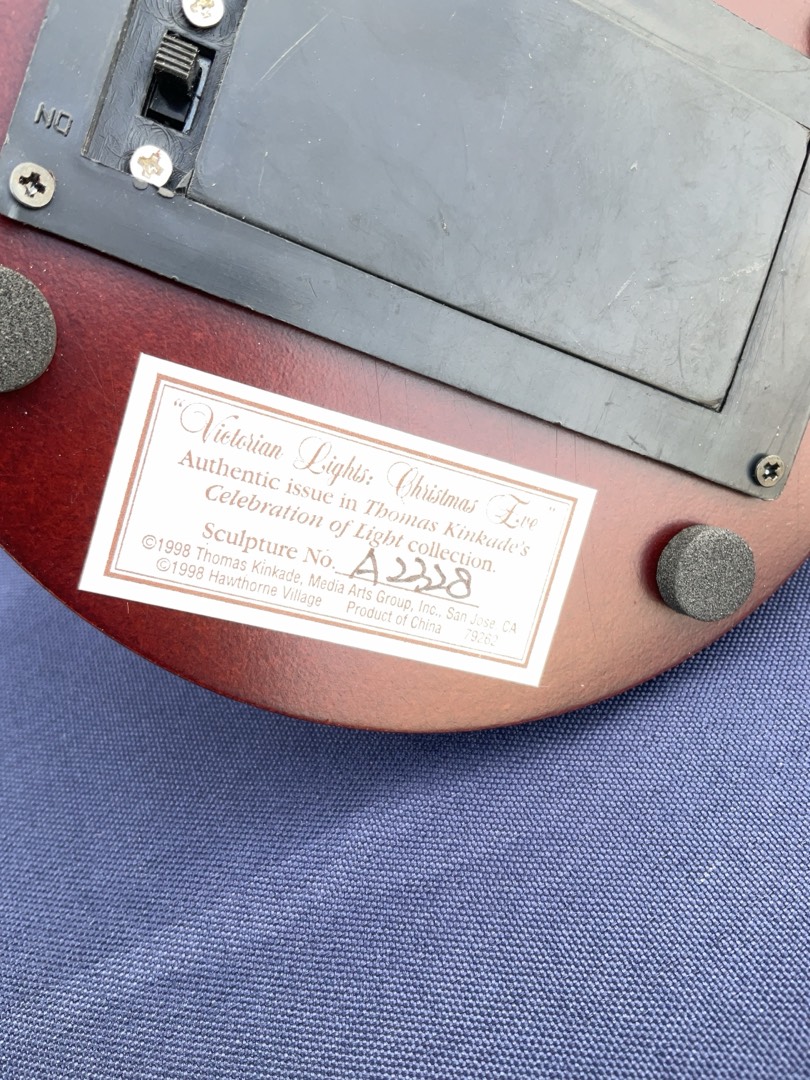 ON
"Victorian Lights: Christmas Eve"
Authentic issue in Thomas Kinkade's
Celebration of Light collection.
Sculpture No. A2228
©1998 Thomas Kinkade, Media Arts Group, Inc., San Jose, CA
©1998 Hawthorne Village Product of China 79262